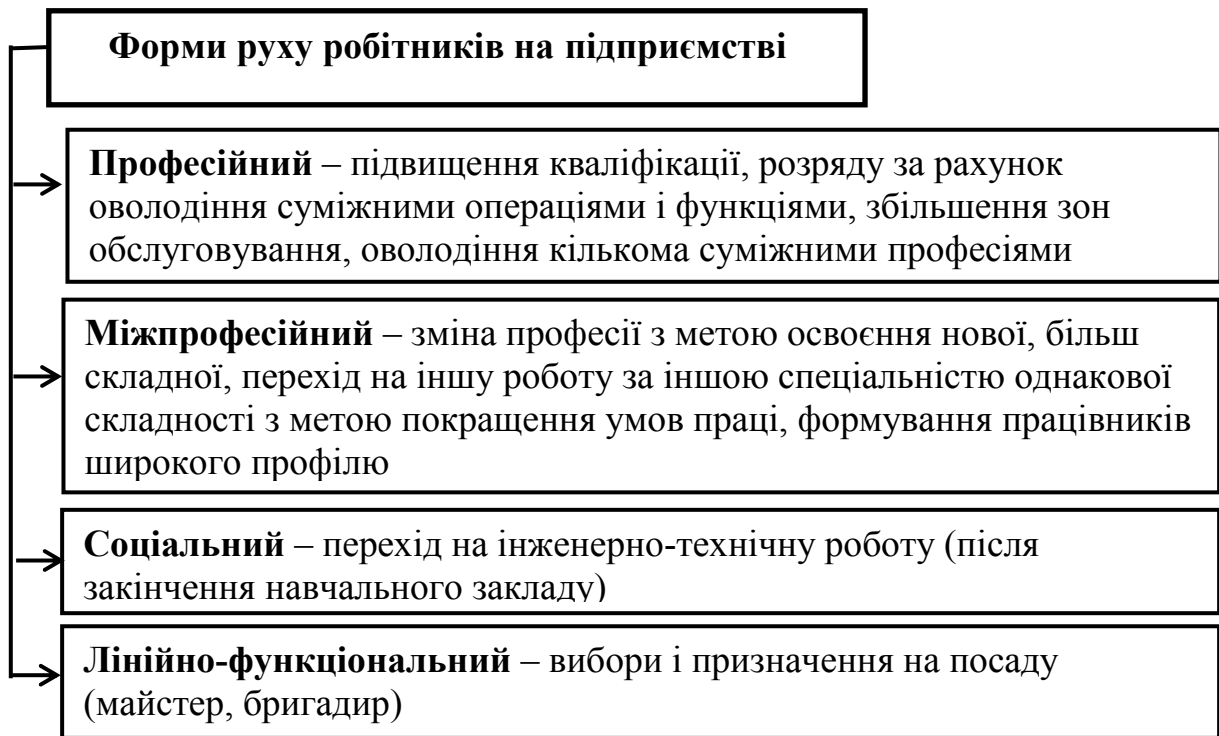 Форми руху робітників на підприємстві
Професійний – підвищення кваліфікації, розряду за рахунок
оволодіння суміжними операціями і функціями, збільшення зон
обслуговування, оволодіння кількома суміжними професіями
Міжпрофесійний – зміна професії з метою освоєння нової, більш
складної, перехід на іншу роботу за іншою спеціальністю однакової
складності з метою покращення умов праці, формування працівників
широкого профілю
Соціальний – перехід на інженерно-технічну роботу (після
закінчення навчального закладу)
Лінійно-функціональний – вибори і призначення на посаду
(майстер, бригадир)